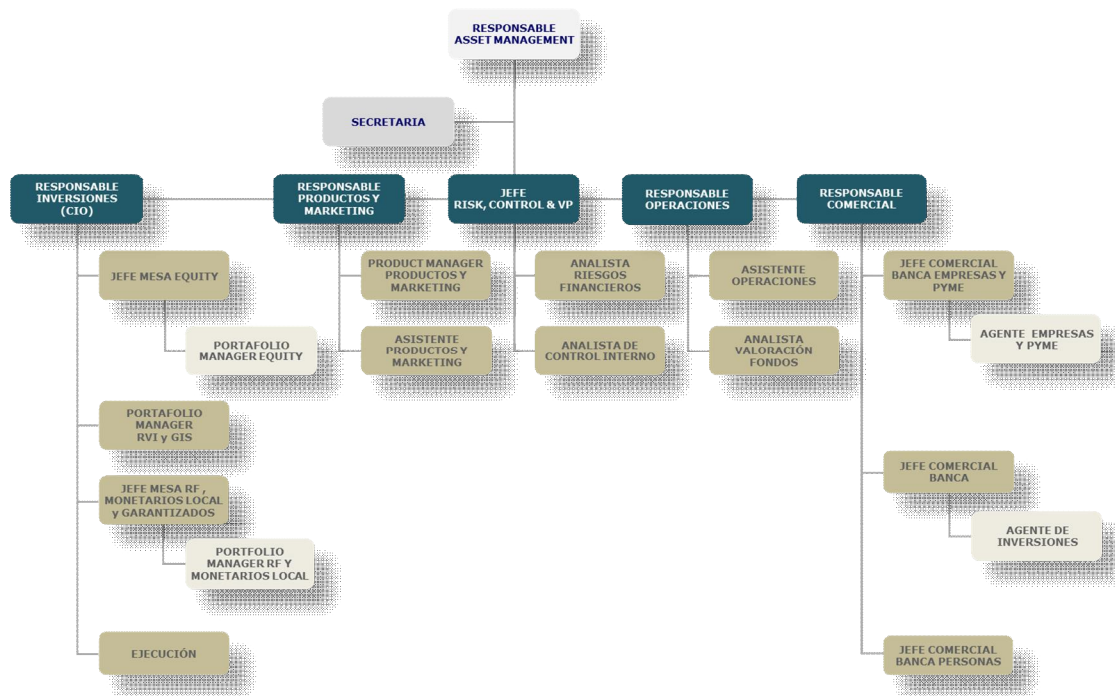 RESPONSABLE
ASSET MANAGEMENT
SECRETARIA
RESPONSABLE
INVERSIONES
(CIO)
RESPONSABLE
PRODUCTOS Y
MARKETING
JEFE
RISK, CONTROL & VP
RESPONSABLE
OPERACIONES
RESPONSABLE
COMERCIAL
JEFE MESA EQUITY
PRODUCT MANAGER
PRODUCTOS Y
MARKETING
ANALISTA
RIESGOS
FINANCIEROS
ASISTENTE
OPERACIONES
JEFE COMERCIAL
BANCA EMPRESAS Y
PYME
PORTAFOLIO
MANAGER EQUITY
ASISTENTE
PRODUCTOS Y
MARKETING
ANALISTA DE
CONTROL INTERNO
ANALISTA
VALORACIÓN
FONDOS
AGENTE EMPRESAS
Y PYME
PORTAFOLIO
MANAGER
RVI y GIS
JEFE MESA RF ,
MONETARIOS LOCAL
y GARANTIZADOS
JEFE COMERCIAL
BANCA
PORTFOLIO
MANAGER RF Y
MONETARIOS LOCAL
AGENTE DE
INVERSIONES
EJECUCIÓN
JEFE COMERCIAL
BANCA PERSONAS